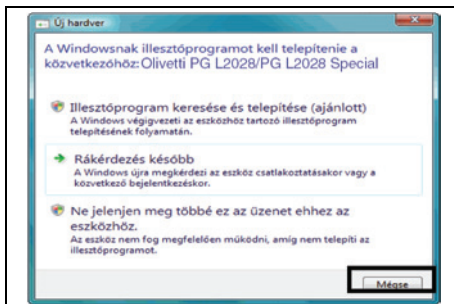 Új hardver
A Windowsnak illesztőprogramot kell telepítenie a
közvetkezőhöz: Olivetti PG L2028/PG L2028 Special
Illesztőprogram keresése és telepítése (ajánlott)
A Windows végigvezeti az eszközhöz tartozó illesztőprogram
telepítésének folyamatán.
Rákérdezés később
A Windows újra megkérdezi az eszköz csatlakoztatásakor vagy a
következő bejelentkezéskor.
Ne jelenjen meg többé ez az üzenet ehhez az
eszközhöz.
Az eszköz nem fog megfelelően működni, amíg nem telepíti az
illesztőprogramot.
Mégse